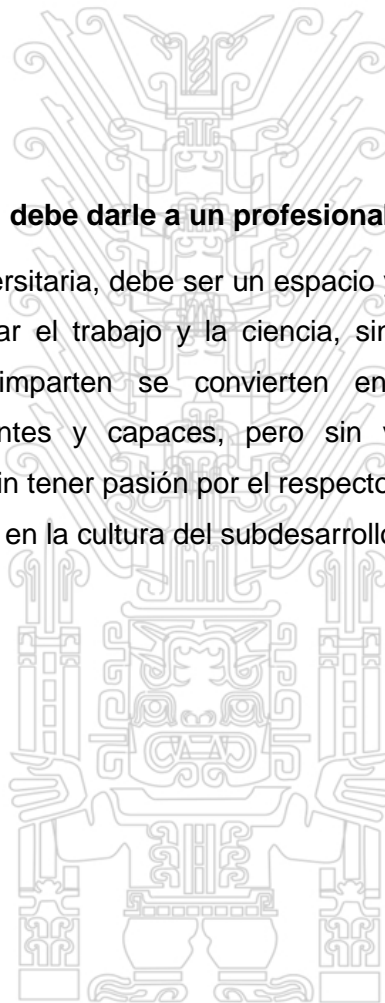 debe darle a un profesional
ersitaria, debe ser un espacio
ar el trabajo y la ciencia,
imparten se convierten en
ntes y capaces, pero sin
in tener pasión por el respecto
en la cultura del subdesarrollo